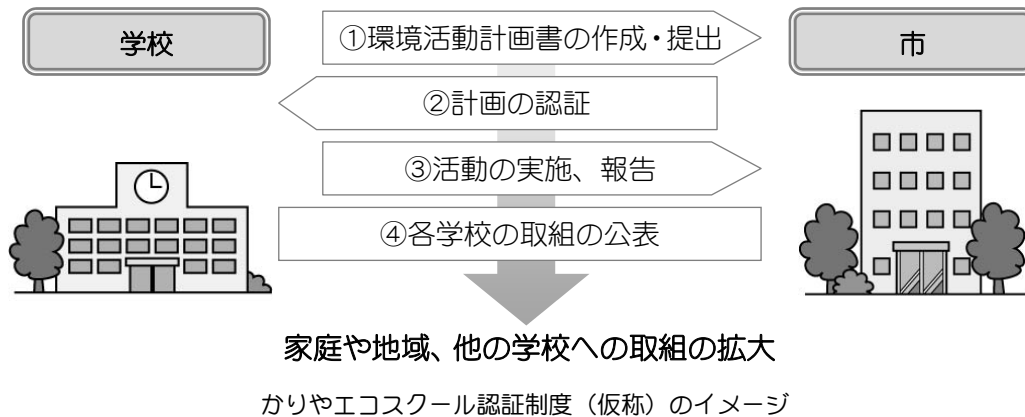 学校
①環境活動計画書の作成・提出
市
②計画の認証
③活動の実施、報告
④各学校の取組の公表
家庭や地域、他の学校への取組の拡大
かりやエコスクール認証制度（仮称）のイメージ